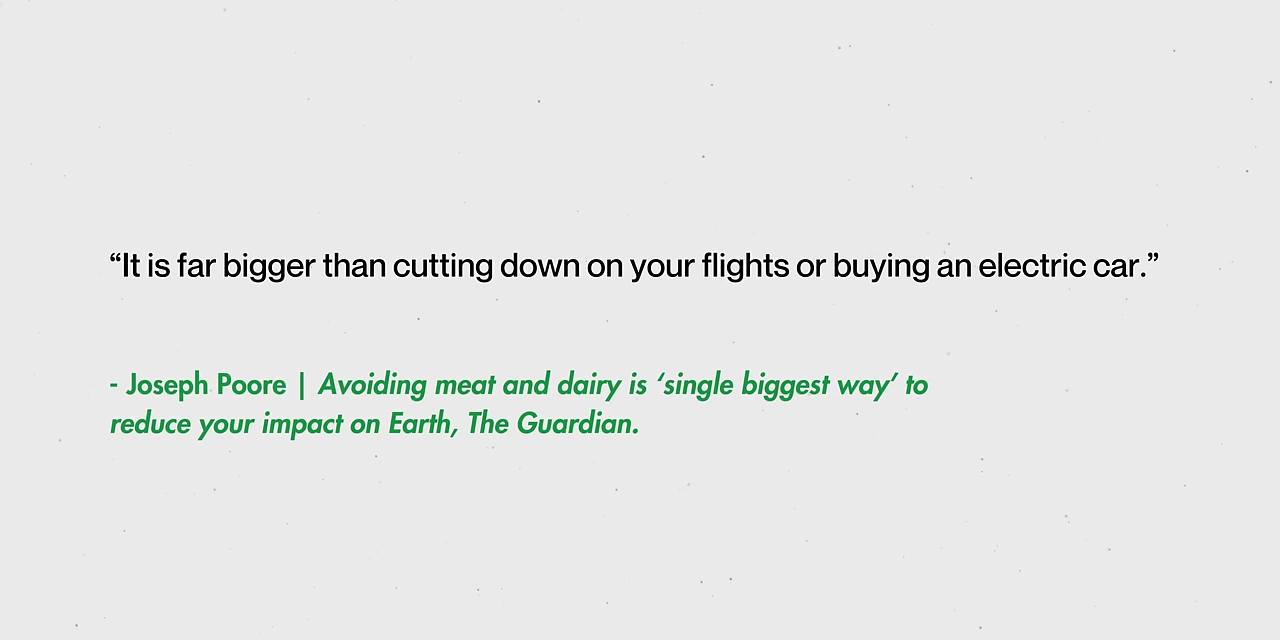 “It is far bigger than cutting down on your flights or buying an electric car.”
- Joseph Poore | Avoiding meat and dairy is ‘single biggest way’ to
reduce your impact on Earth, The Guardian.